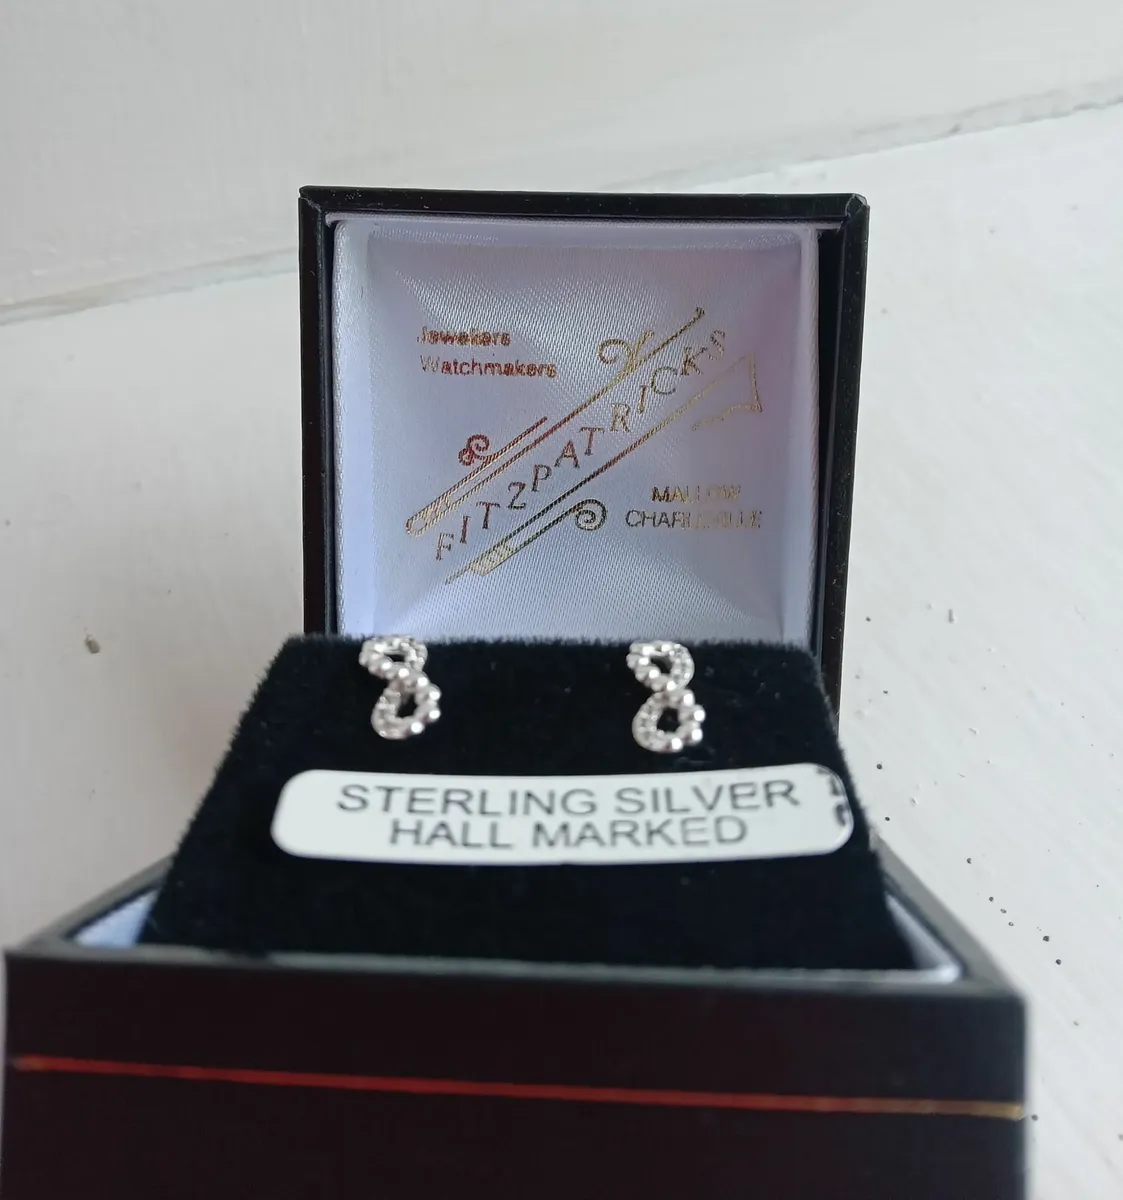 Jewellers
Watchmakers
FITZPATRICKS
MALLOW
CHARLEVILLE
STERLING SILVER
HALL MARKED